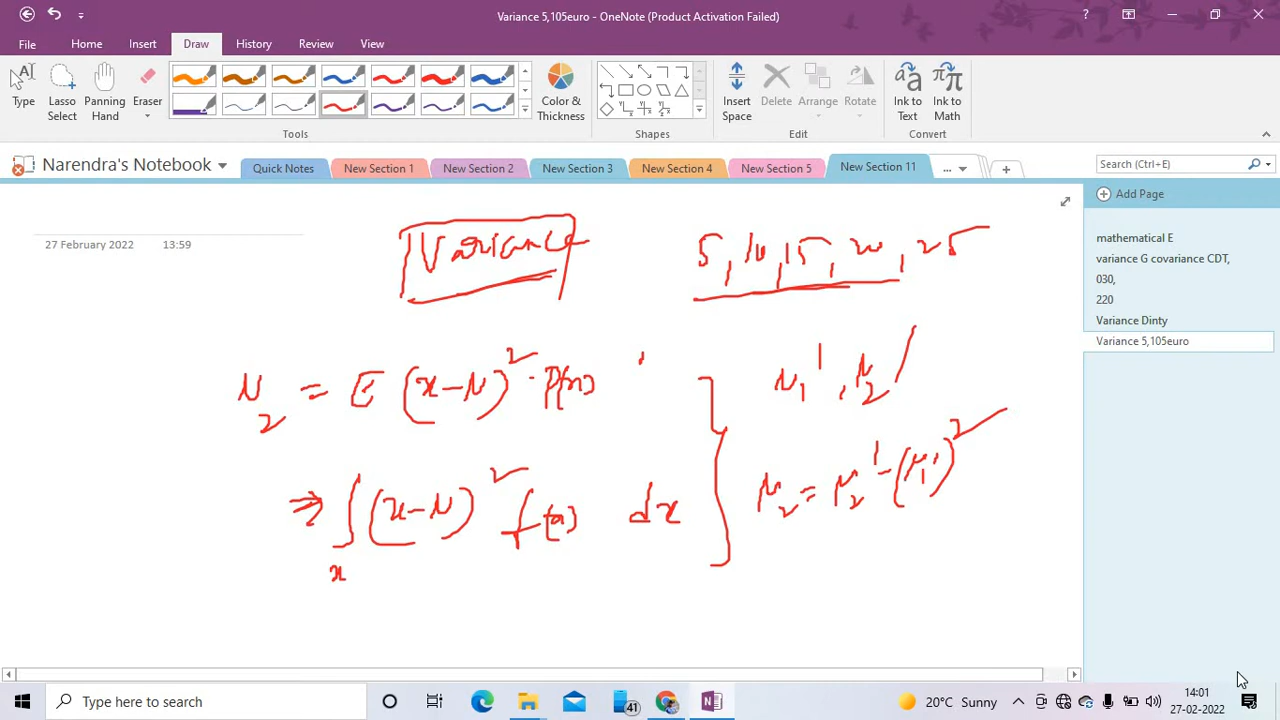 Variance 5,105euro - OneNote (Product Activation Failed)
File Home Insert Draw History Review View
Type
Lasso Select
Panning Hand
Eraser
Color & Thickness
Insert Space
Delete
Arrange
Rotate
Ink to Text
Ink to Math
Tools
Shapes
Edit
Convert
Narendra's Notebook
Quick Notes New Section 1 New Section 2 New Section 3 New Section 4 New Section 5 New Section 11 ...
Search (Ctrl+E)
Add Page
27 February 2022 13:59
Variance
5, 10, 15, 20, 25
μ₂ = E (x-μ)² · P(x)
μ₁', μ₂'
⇒ ∫x (x-μ)² f(x) dx
μ₂ = μ₂' - (μ₁')²
mathematical E
variance G covariance CDT,
030,
220
Variance Dinty
Variance 5,105euro
Type here to search
41
20°C Sunny
14:01
27-02-2022